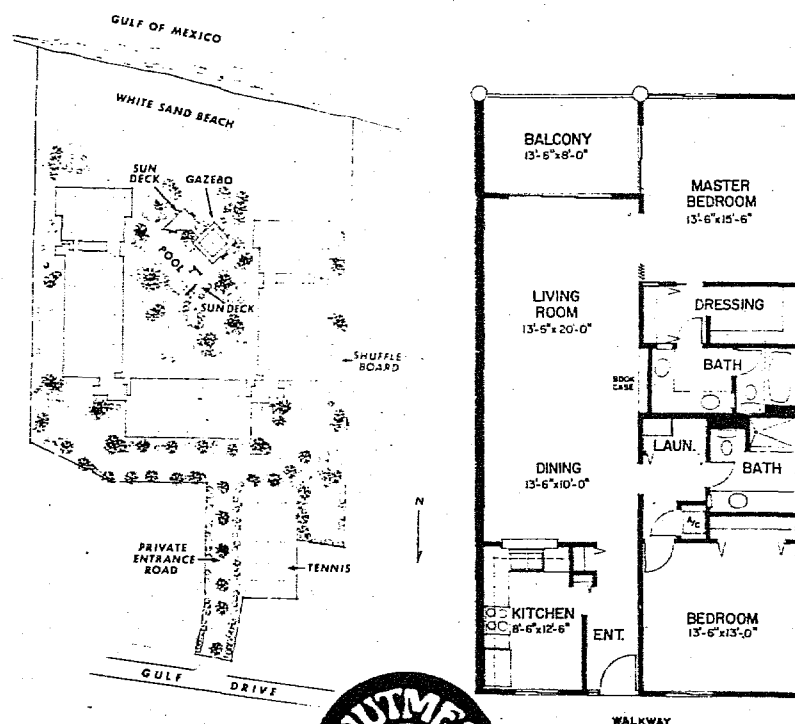 GULF OF MEXICO
WHITE SAND BEACH
SUN
DECK
GAZEBO
POOL
SUN DECK
SHUFFLE
BOARD
N
PRIVATE
ENTRANCE
ROAD
TENNIS
GULF DRIVE
BALCONY
13'-6"x8'-0"
MASTER
BEDROOM
13'-6"x15'-6"
LIVING
ROOM
13'-6"x20'-0"
DRESSING
BATH
BOOK
CASE
LAUN.
DINING
13'-6"x10'-0"
BATH
A/C
KITCHEN
8'-6"x12'-6"
ENT.
BEDROOM
13'-6"x13'-0"
WALKWAY